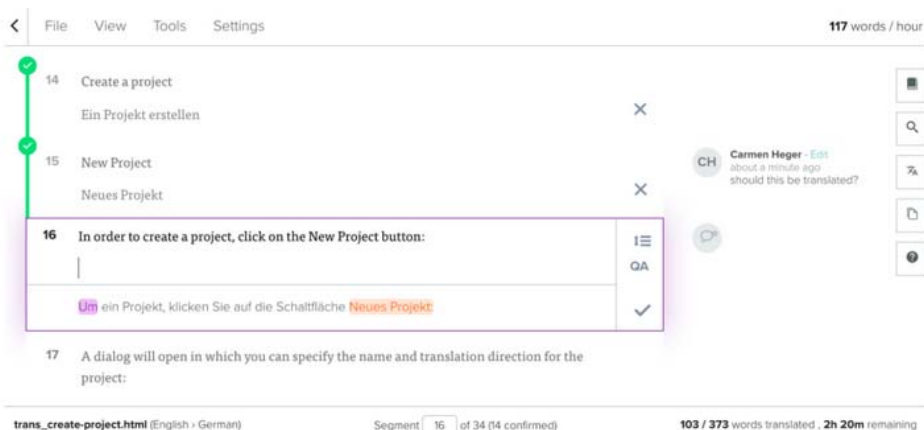 File View Tools Settings 117 words / hour
14 Create a project
Ein Projekt erstellen
15 New Project
Neues Projekt
CH Carmen Heger - Edit
about a minute ago
should this be translated?
16 In order to create a project, click on the New Project button:
QA
Um ein Projekt, klicken Sie auf die Schaltfläche Neues Projekt:
17 A dialog will open in which you can specify the name and translation direction for the
project:
trans_create-project.html (English › German) Segment 16 of 34 (14 confirmed) 103 / 373 words translated , 2h 20m remaining